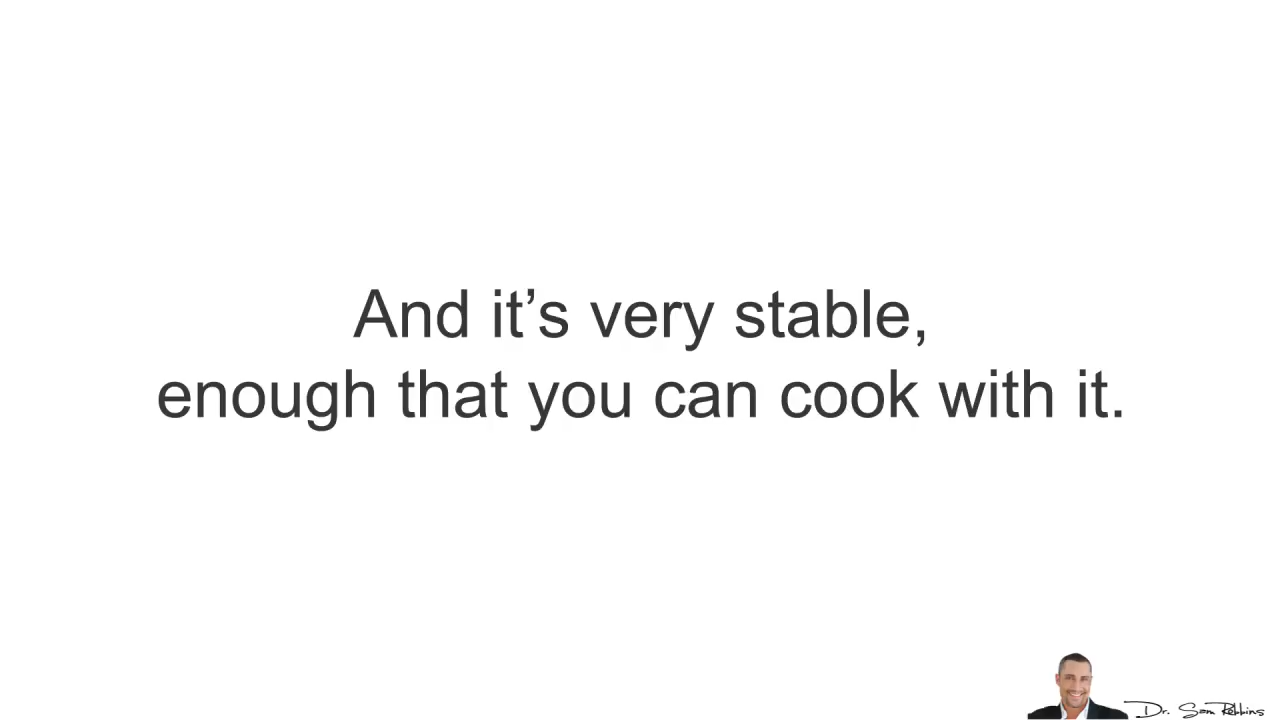 And it’s very stable,
enough that you can cook with it.
Dr. Sam Robbins